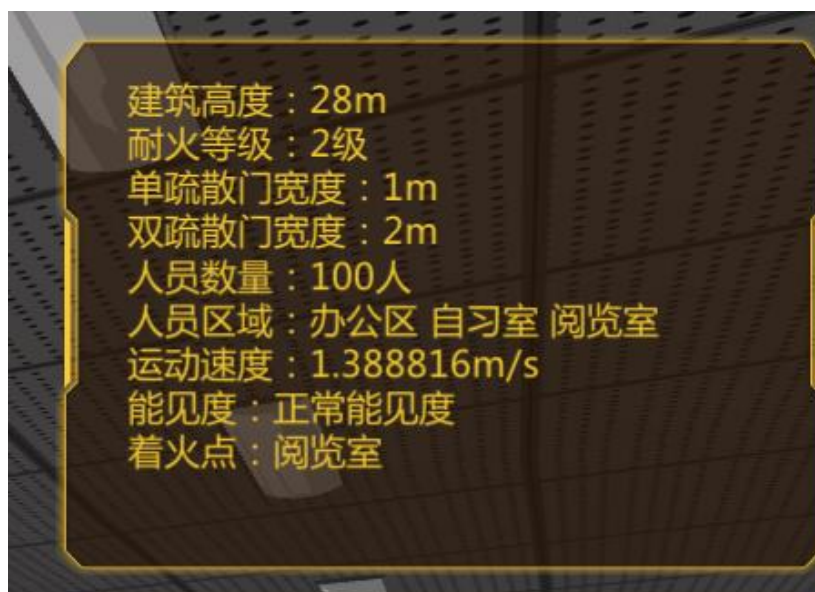 建筑高度：28m
耐火等级：2级
单疏散门宽度：1m
双疏散门宽度：2m
人员数量：100人
人员区域：办公区 自习室 阅览室
运动速度：1.388816m/s
能见度：正常能见度
着火点：阅览室